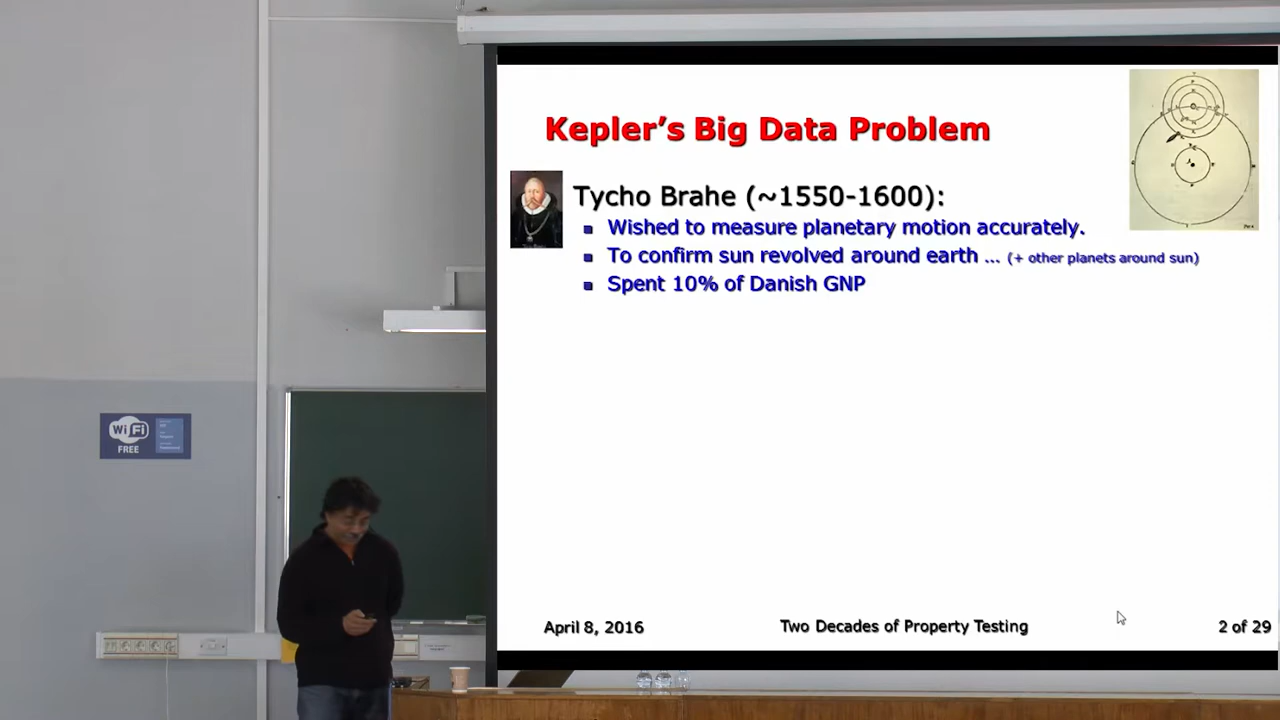 Kepler's Big Data Problem
Tycho Brahe (~1550-1600):
Wished to measure planetary motion accurately.
To confirm sun revolved around earth ... (+ other planets around sun)
Spent 10% of Danish GNP
WiFi
FREE
April 8, 2016
Two Decades of Property Testing
2 of 29